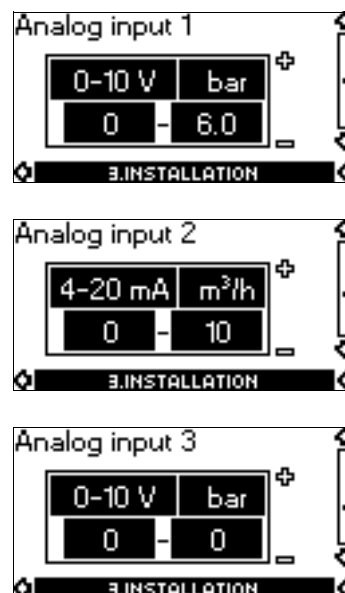 Analog input 1
0-10 V bar
0 - 6.0
3.INSTALLATION
Analog input 2
4-20 mA m³/h
0 - 10
3.INSTALLATION
Analog input 3
0-10 V bar
0 - 0
3.INSTALLATION